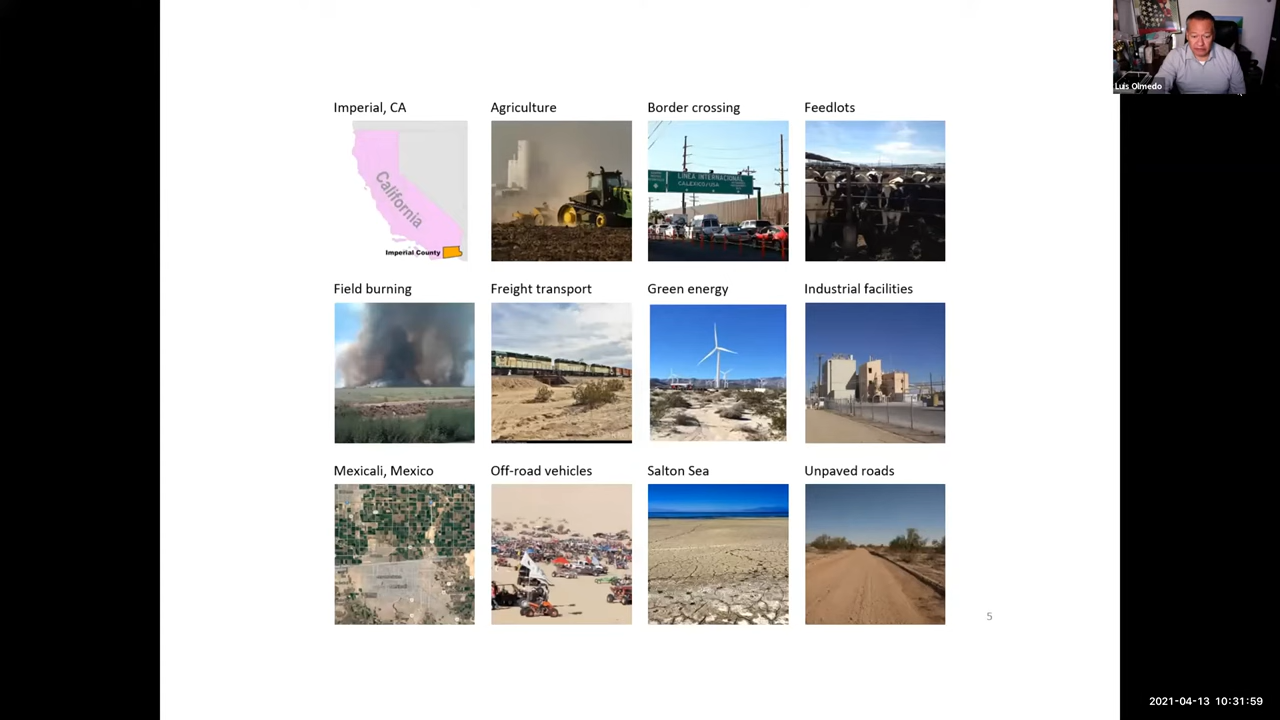 Luis Olmedo
Imperial, CA
Agriculture
Border crossing
Feedlots
California
Imperial County
LINEA INTERNACIONAL
CALEXICO/USA
Field burning
Freight transport
Green energy
Industrial facilities
Mexicali, Mexico
Off-road vehicles
Salton Sea
Unpaved roads
5
2021-04-13 10:31:59